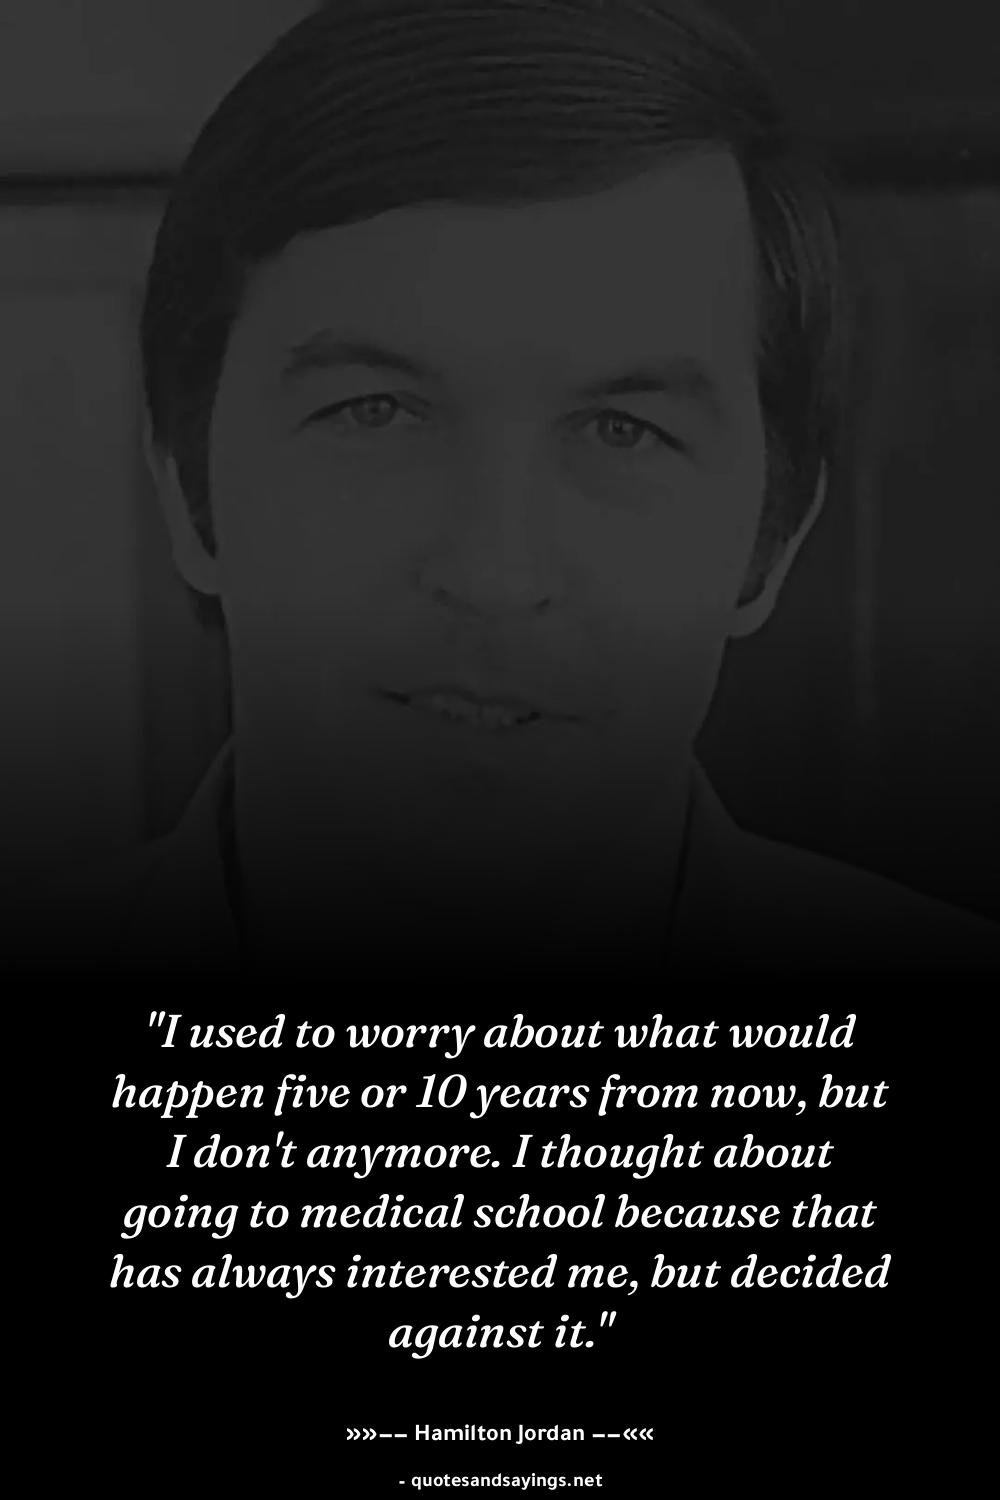 "I used to worry about what would
happen five or 10 years from now, but
I don't anymore. I thought about
going to medical school because that
has always interested me, but decided
against it."
»»–– Hamilton Jordan ––««
- quotesandsayings.net